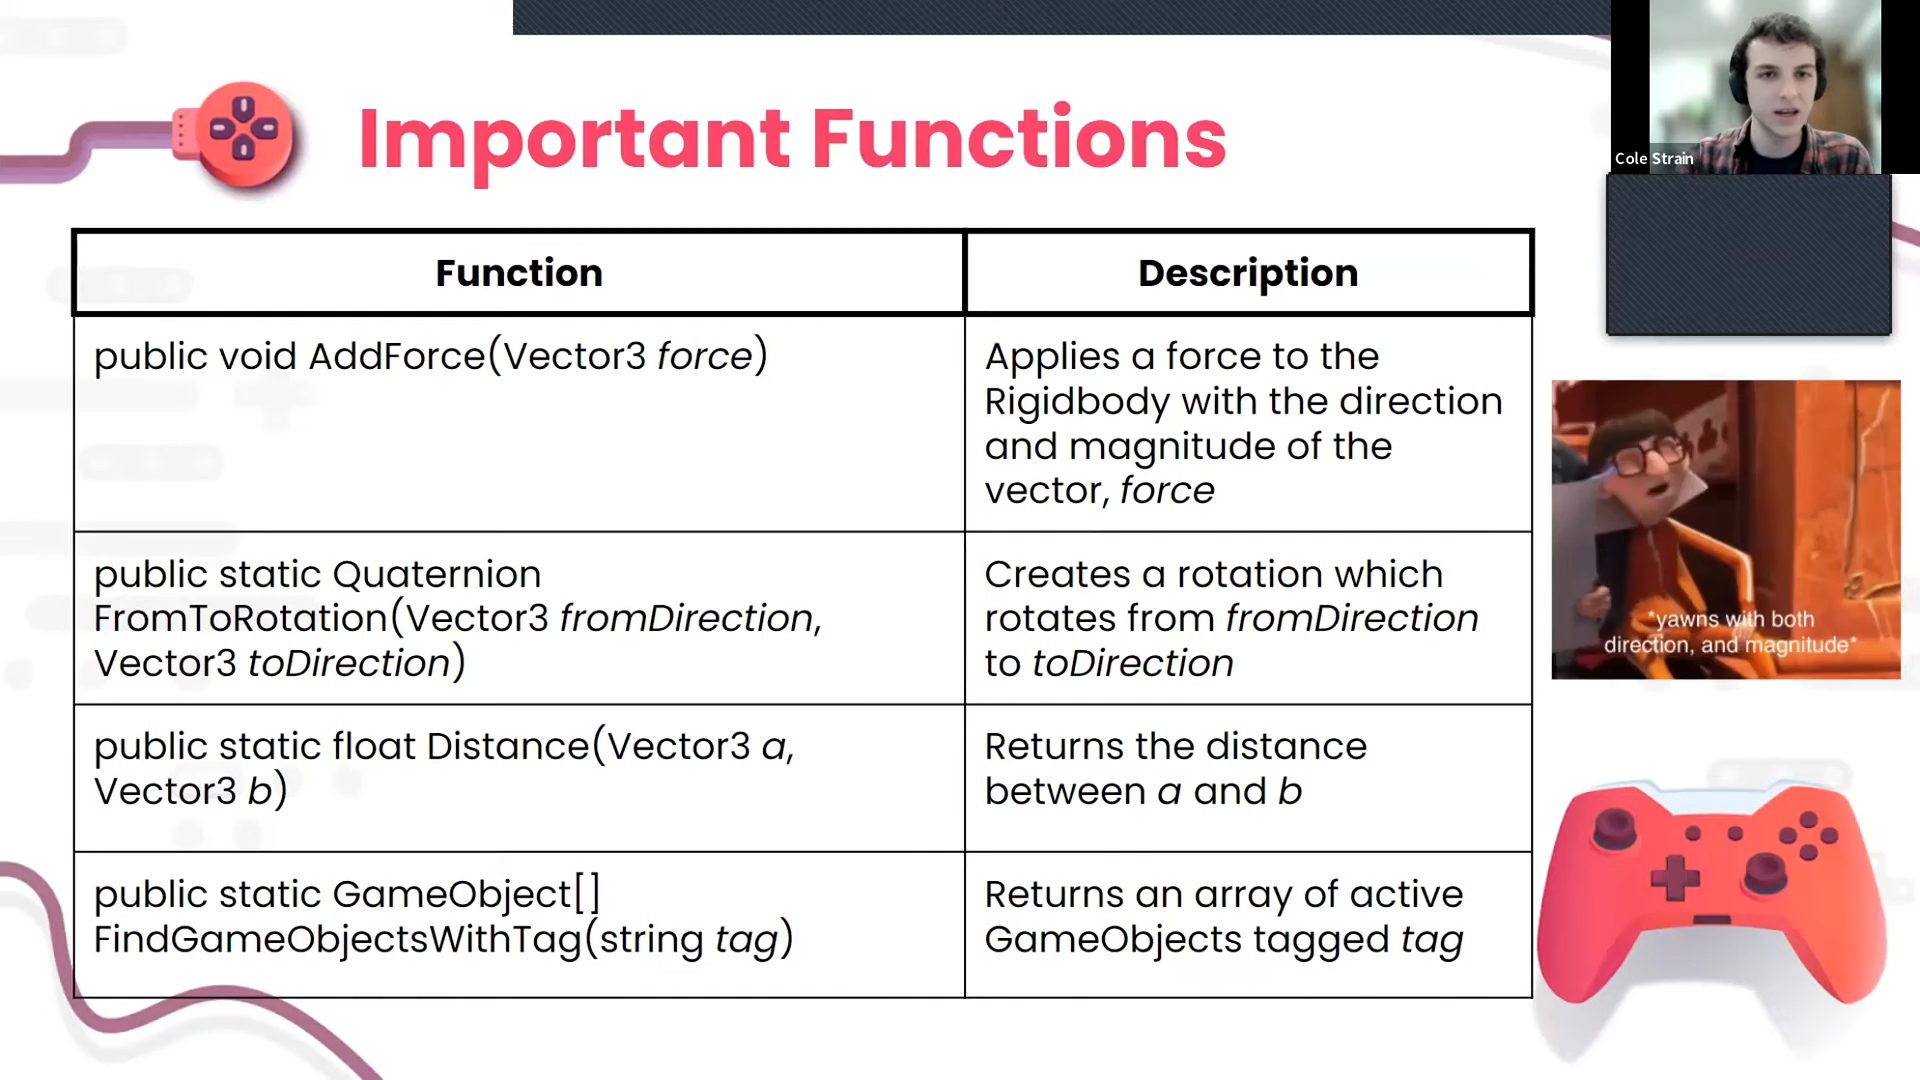 Important Functions
Cole Strain
Function
Description
public void AddForce(Vector3 force)
Applies a force to the
Rigidbody with the direction
and magnitude of the
vector, force
public static Quaternion
FromToRotation(Vector3 fromDirection,
Vector3 toDirection)
Creates a rotation which
rotates from fromDirection
to toDirection
public static float Distance(Vector3 a,
Vector3 b)
Returns the distance
between a and b
public static GameObject[]
FindGameObjectsWithTag(string tag)
Returns an array of active
GameObjects tagged tag
*yawns with both
direction, and magnitude*